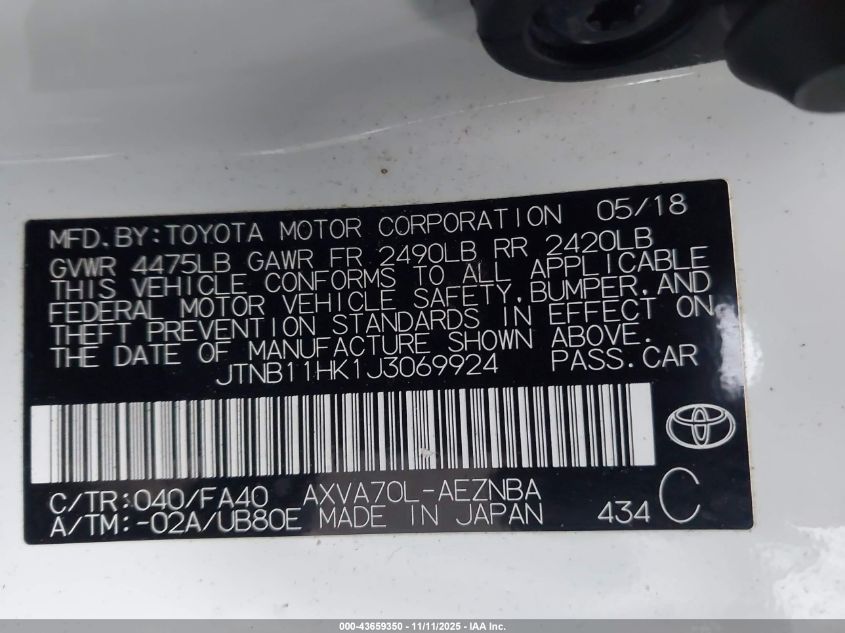 MFD.BY:TOYOTA MOTOR CORPORATION 05/18
GVWR 4475LB GAWR FR 2490LB RR 2420LB
THIS VEHICLE CONFORMS TO ALL APPLICABLE
FEDERAL MOTOR VEHICLE SAFETY,BUMPER,AND
THEFT PREVENTION STANDARDS IN EFFECT ON
THE DATE OF MANUFACTURE SHOWN ABOVE.
JTNB11HK1J3069924 PASS.CAR
C/TR:040/FA40 AXVA70L-AEZNBA
A/TM:-02A/UB80E MADE IN JAPAN 434 C
000-43659350 - 11/11/2025 - IAA Inc.